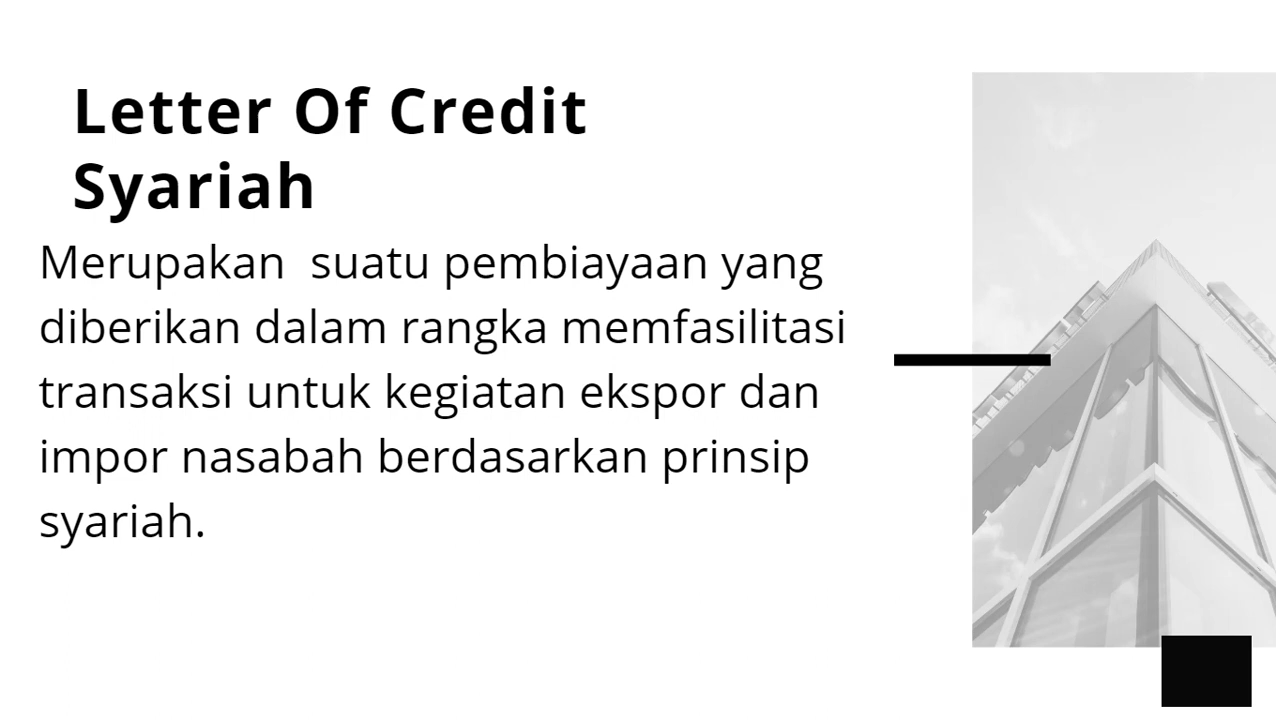 Letter Of Credit
Syariah
Merupakan  suatu pembiayaan yang
diberikan dalam rangka memfasilitasi
transaksi untuk kegiatan ekspor dan
impor nasabah berdasarkan prinsip
syariah.